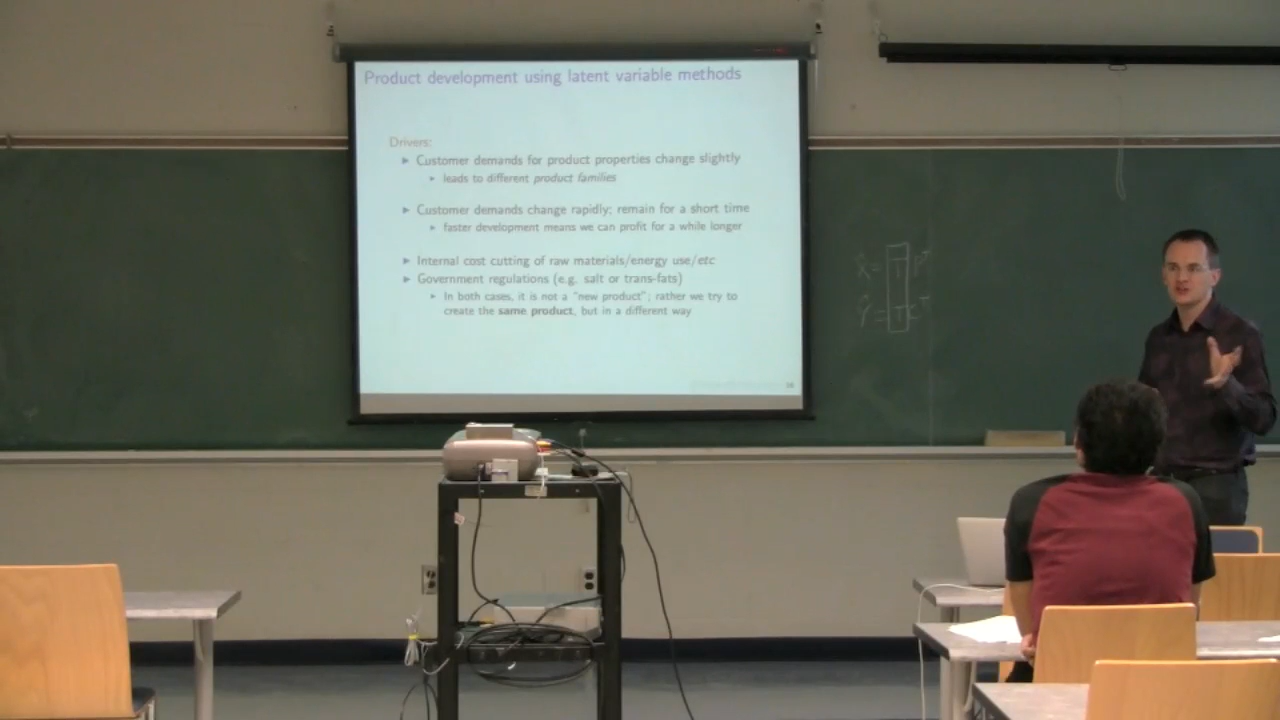 Product development using latent variable methods
Drivers:
▶ Customer demands for product properties change slightly
▶ leads to different product families
▶ Customer demands change rapidly; remain for a short time
▶ faster development means we can profit for a while longer
▶ Internal cost cutting of raw materials/energy use/etc
▶ Government regulations (e.g. salt or trans-fats)
▶ In both cases, it is not a "new product"; rather we try to
create the same product, but in a different way